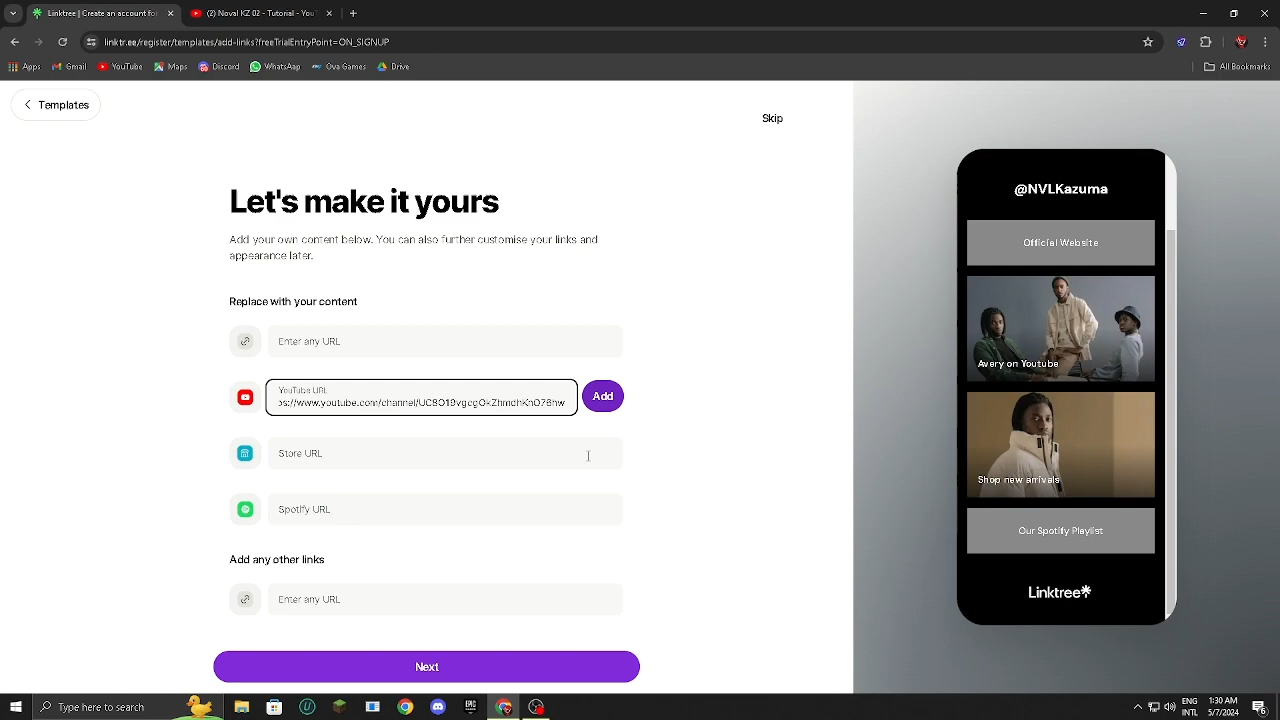 Linktree | Create an account for
(2) Noval KZ 02 - Tutorial - You
linktr.ee/register/templates/add-links?freeTrialEntryPoint=ON_SIGNUP
Apps
Gmail
YouTube
Maps
Discord
WhatsApp
Ova Games
Drive
All Bookmarks
Templates
Skip
Let's make it yours
Add your own content below. You can also further customise your links and
appearance later.
Replace with your content
Enter any URL
YouTube URL
Add
Store URL
Spotify URL
Add any other links
Enter any URL
Next
@NVLKazuma
Official Website
Avery on Youtube
Shop new arrivals
Our Spotify Playlist
Linktree
Type here to search
EPIC
GAMES
ENG
INTL
1:30 AM
5/7/2024
6